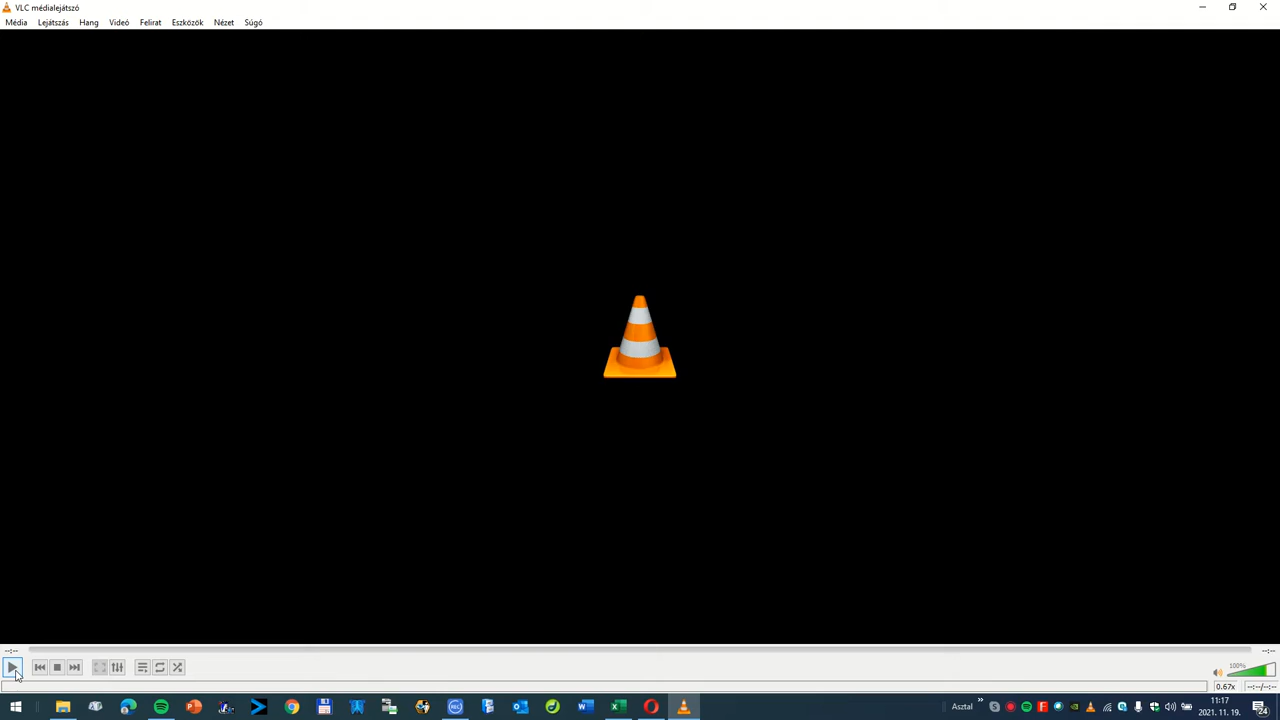 VLC médialejátszó
Média Lejátszás Hang Videó Felirat Eszközök Nézet Súgó
--:-- --:--
100%
0.67x --:--/--:--
REC
Asztal
11:17
2021. 11. 19.